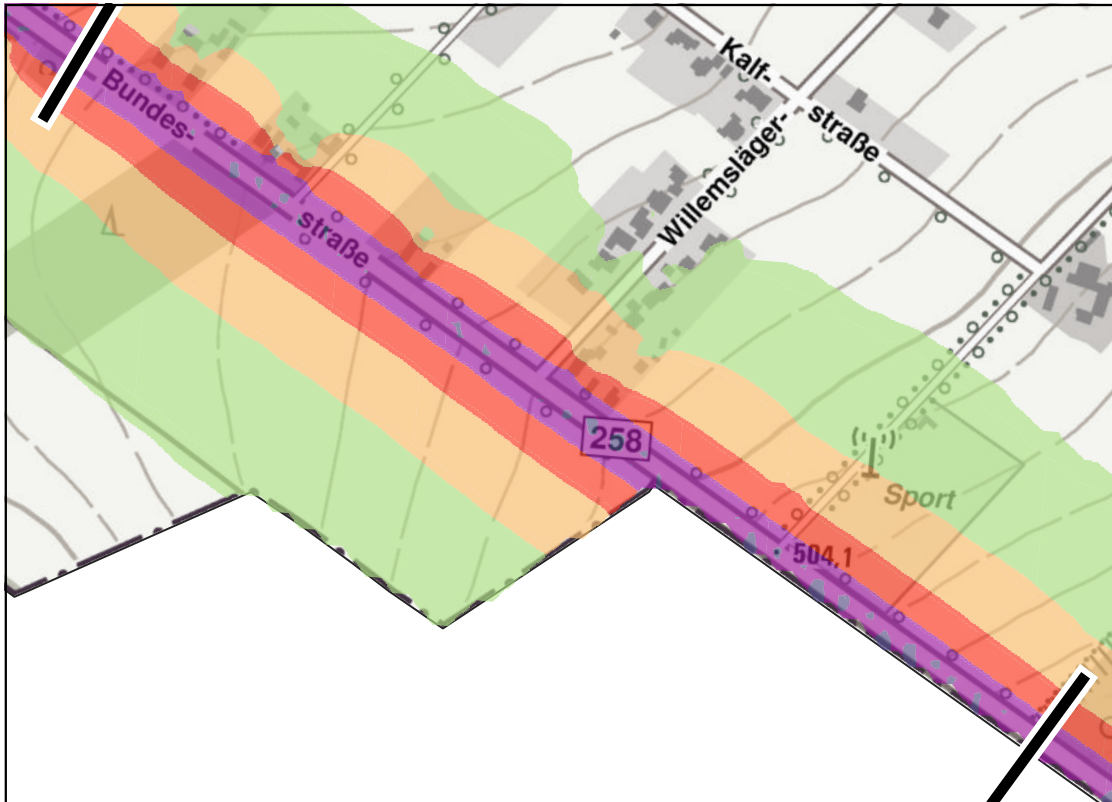 Kalf-
straße
Bundes-
straße
Willemsläger-
258
Sport
504,1